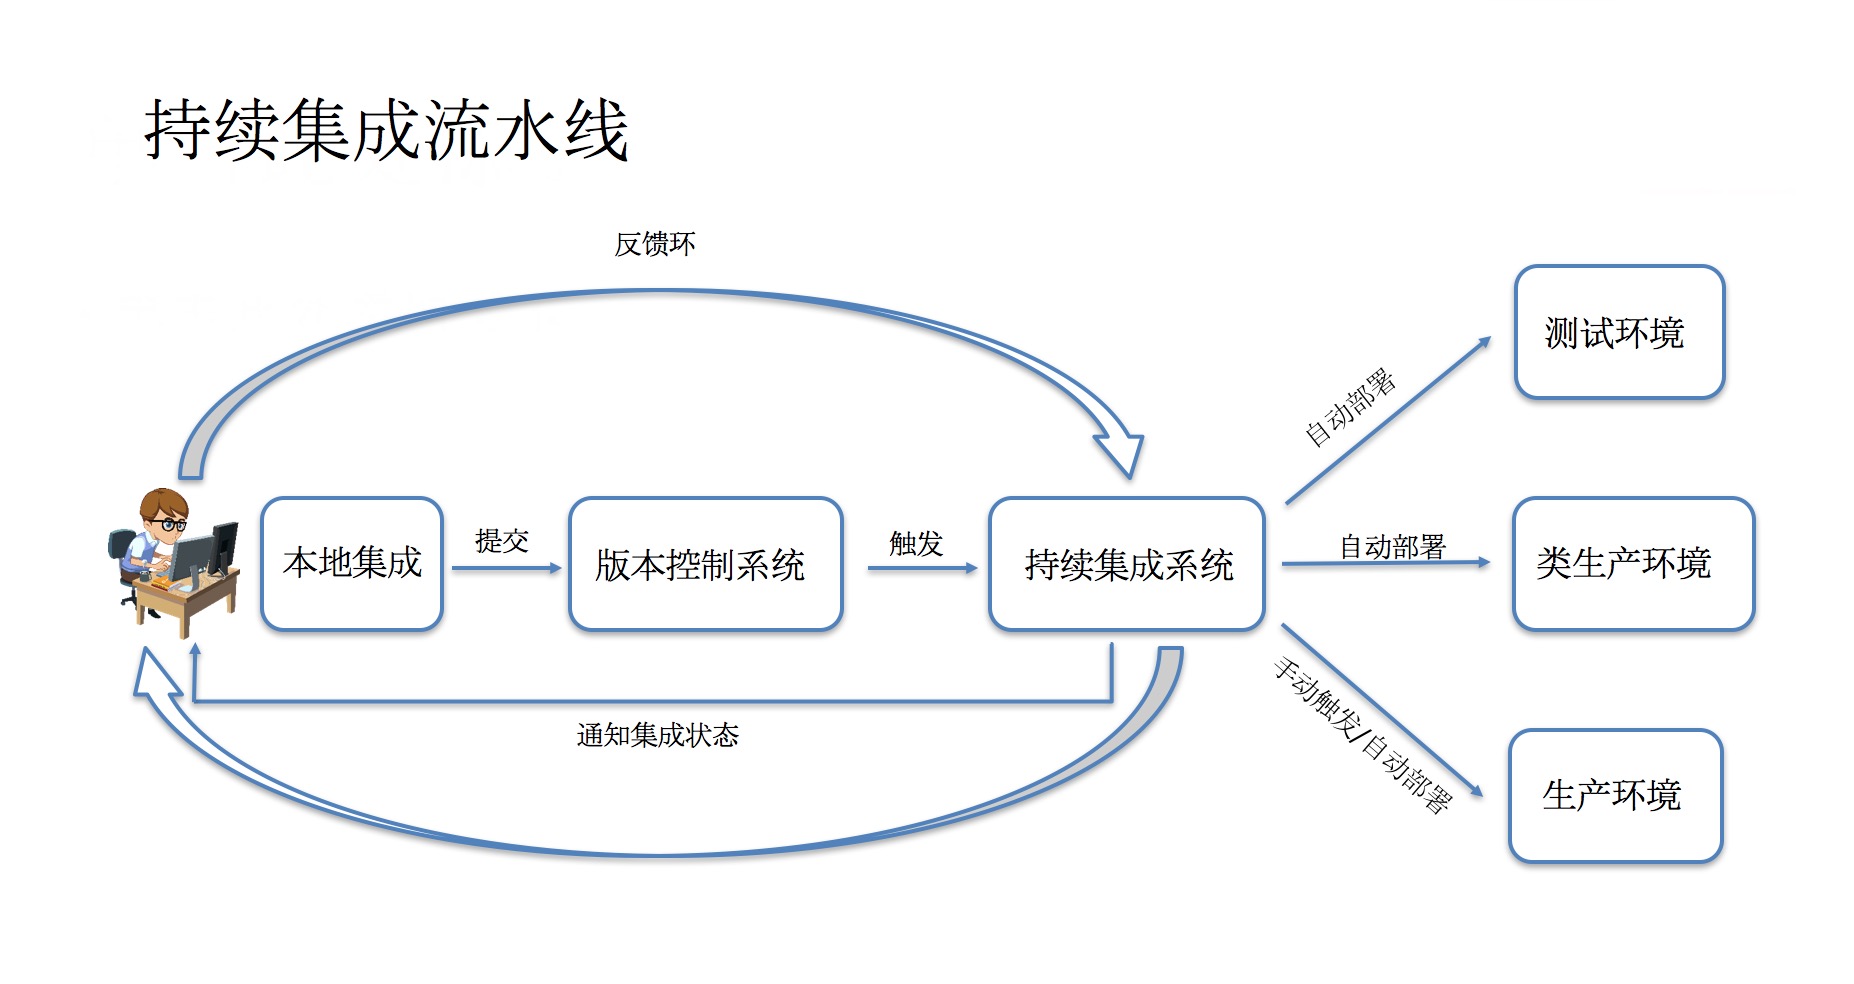 持续集成流水线
反馈环
本地集成
提交
版本控制系统
触发
持续集成系统
通知集成状态
自动部署
测试环境
自动部署
类生产环境
手动触发/自动部署
生产环境